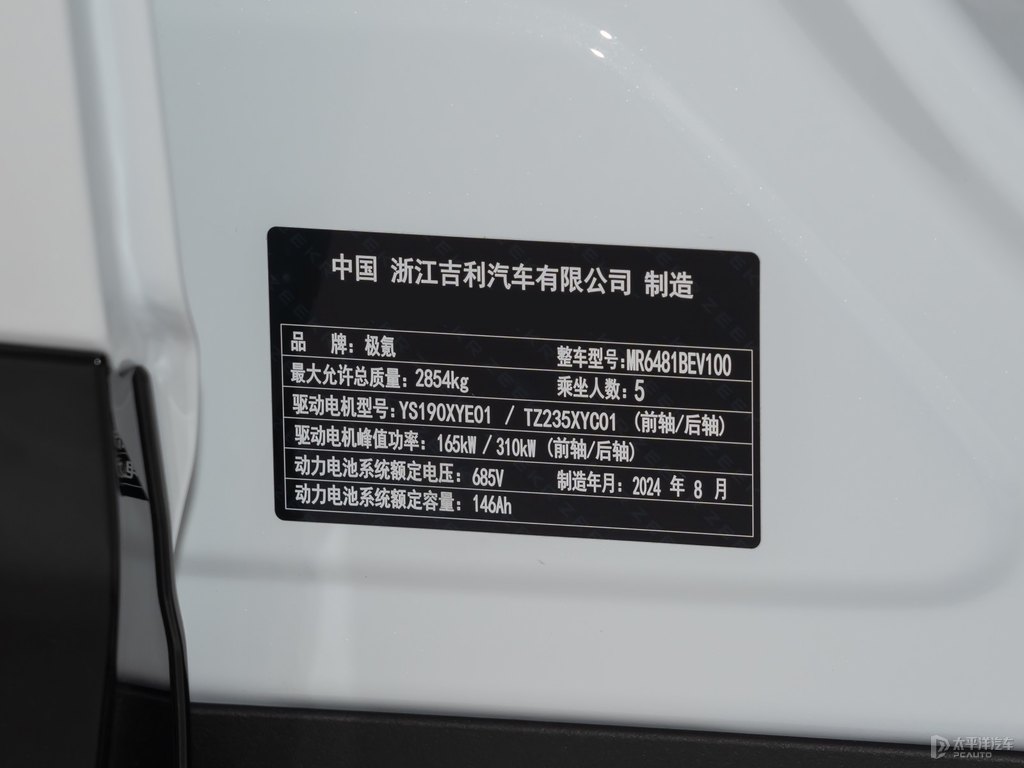 中国 浙江吉利汽车有限公司 制造
品 牌: 极氪 整车型号:MR6481BEV100
最大允许总质量: 2854kg 乘坐人数: 5
驱动电机型号: YS190XYE01 / TZ235XYC01 (前轴/后轴)
驱动电机峰值功率: 165kW / 310kW (前轴/后轴)
动力电池系统额定电压: 685V 制造年月: 2024 年 8 月
动力电池系统额定容量: 146Ah
太平洋汽车
PCAUTO